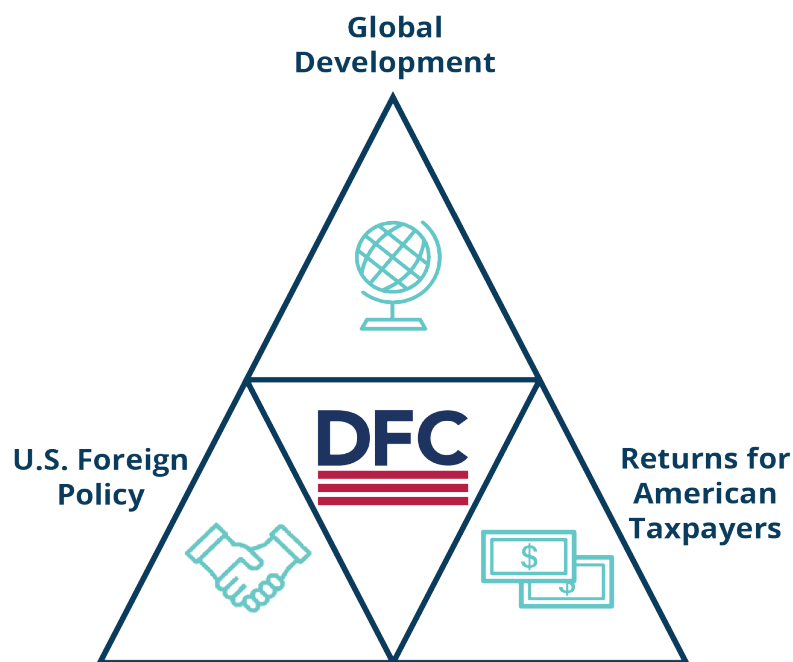 Global
Development
DFC
U.S. Foreign
Policy
Returns for
American
Taxpayers
$
$